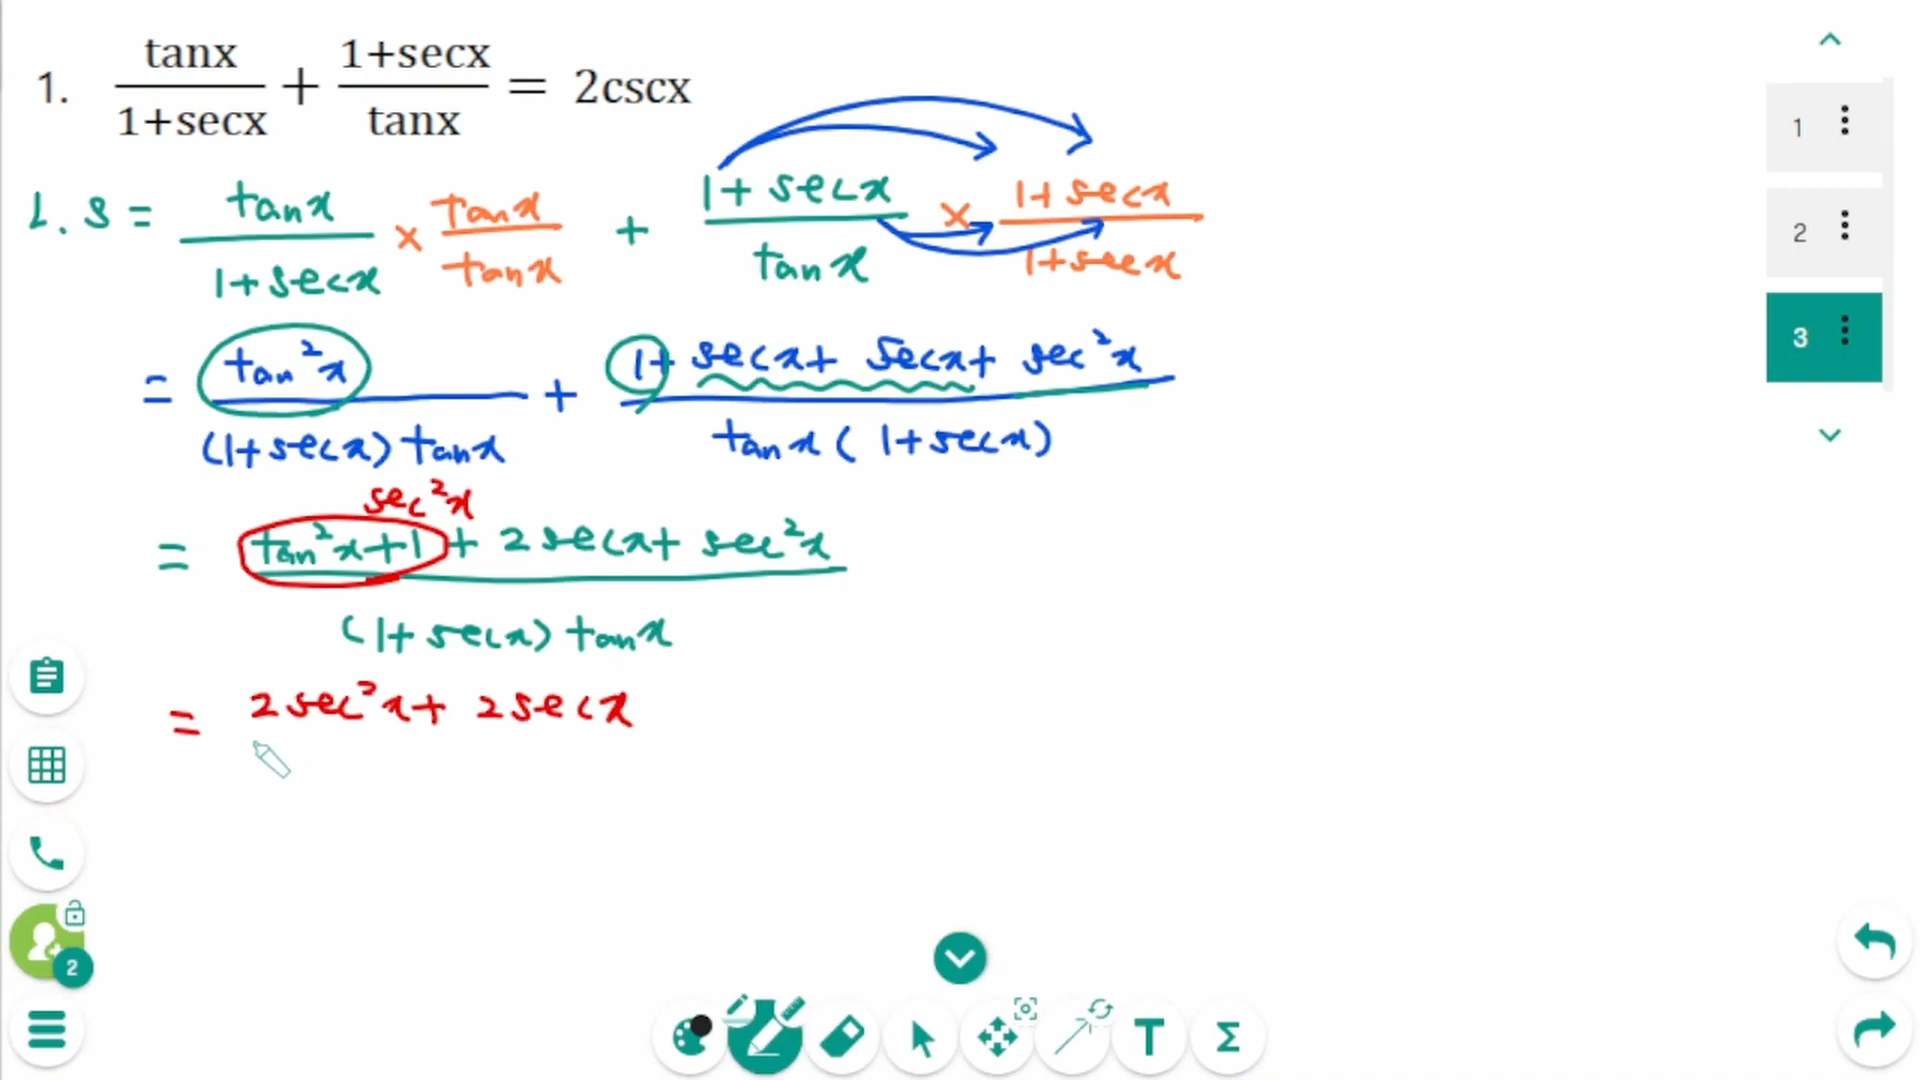 1. tanx/1+secx + 1+secx/tanx = 2cscx
L.S = tanx/1+secx × tanx/tanx + 1+secx/tanx × 1+secx/1+secx
= tan²x/(1+secx)tanx + 1+secx+secx+sec²x/tanx(1+secx)
sec²x
= tan²x+1+2secx+sec²x/(1+secx)tanx
= 2sec²x+2secx
1
2
3
2
T
Σ